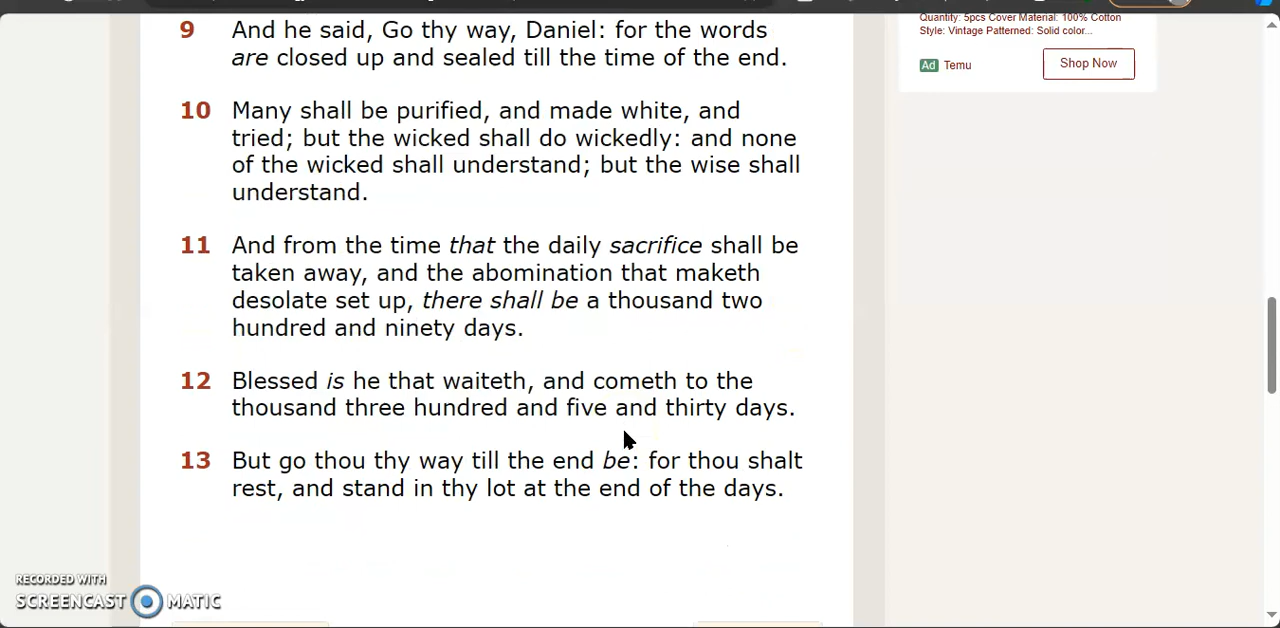 Quantity: 5pcs Cover Material: 100% Cotton
Style: Vintage Patterned: Solid color...
Ad Temu
Shop Now
9 And he said, Go thy way, Daniel: for the words
are closed up and sealed till the time of the end.
10 Many shall be purified, and made white, and
tried; but the wicked shall do wickedly: and none
of the wicked shall understand; but the wise shall
understand.
11 And from the time that the daily sacrifice shall be
taken away, and the abomination that maketh
desolate set up, there shall be a thousand two
hundred and ninety days.
12 Blessed is he that waiteth, and cometh to the
thousand three hundred and five and thirty days.
13 But go thou thy way till the end be: for thou shalt
rest, and stand in thy lot at the end of the days.
RECORDED WITH
SCREENCAST MATIC